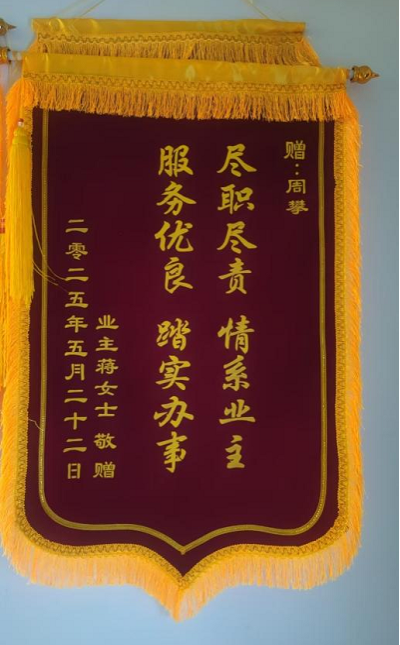 赠：周攀
尽职尽责 情系业主
服务优良 踏实办事
业主蒋女士 敬赠
二零二五年五月二十二日